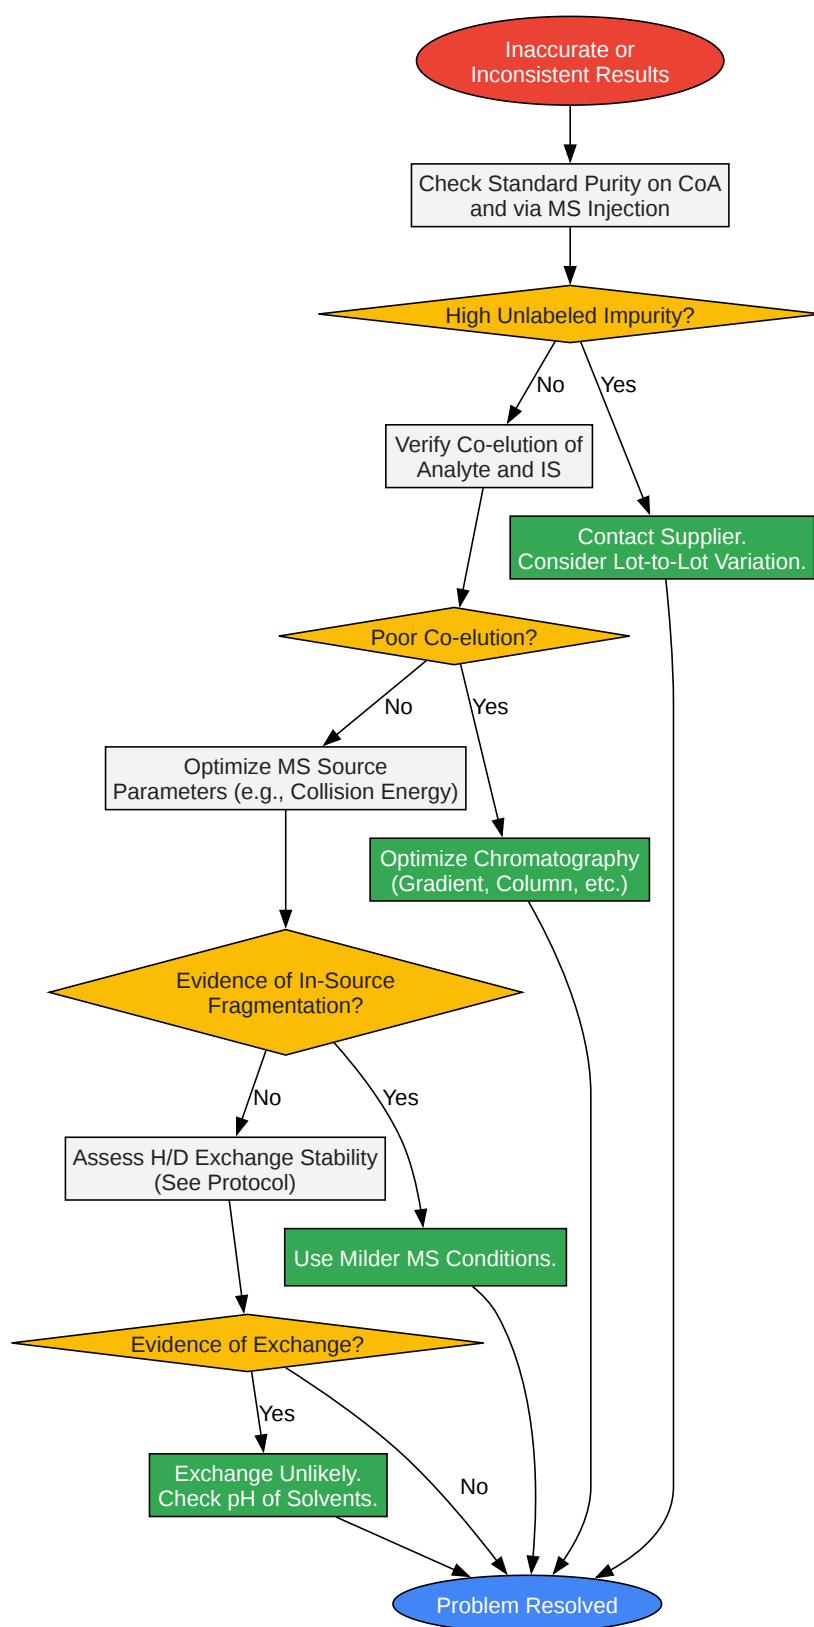 Inaccurate or
Inconsistent Results
Check Standard Purity on CoA
and via MS Injection
High Unlabeled Impurity?
No
Yes
Verify Co-elution of
Analyte and IS
Contact Supplier.
Consider Lot-to-Lot Variation.
Poor Co-elution?
No
Yes
Optimize MS Source
Parameters (e.g., Collision Energy)
Optimize Chromatography
(Gradient, Column, etc.)
Evidence of In-Source
Fragmentation?
No
Yes
Assess H/D Exchange Stability
(See Protocol)
Use Milder MS Conditions.
Evidence of Exchange?
Yes
No
Exchange Unlikely.
Check pH of Solvents.
Problem Resolved